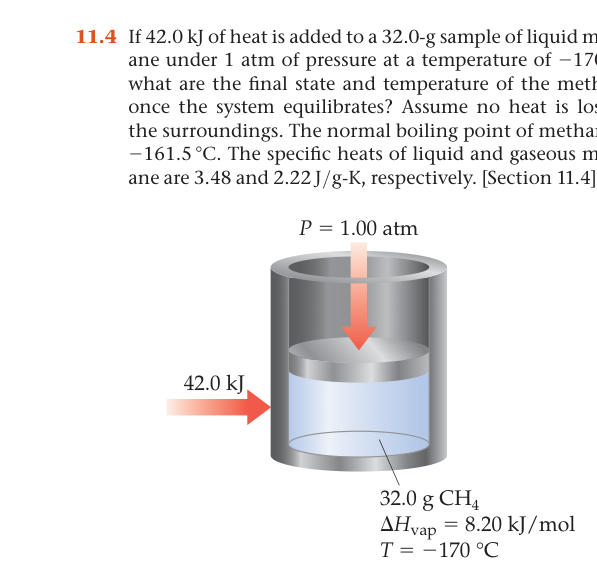 11.4 If 42.0 kJ of heat is added to a 32.0-g sample of liquid m
ane under 1 atm of pressure at a temperature of −170
what are the final state and temperature of the meth
once the system equilibrates? Assume no heat is los
the surroundings. The normal boiling point of methan
−161.5 °C. The specific heats of liquid and gaseous m
ane are 3.48 and 2.22 J/g-K, respectively. [Section 11.4]
P = 1.00 atm
42.0 kJ
32.0 g CH₄
ΔHvap = 8.20 kJ/mol
T = −170 °C